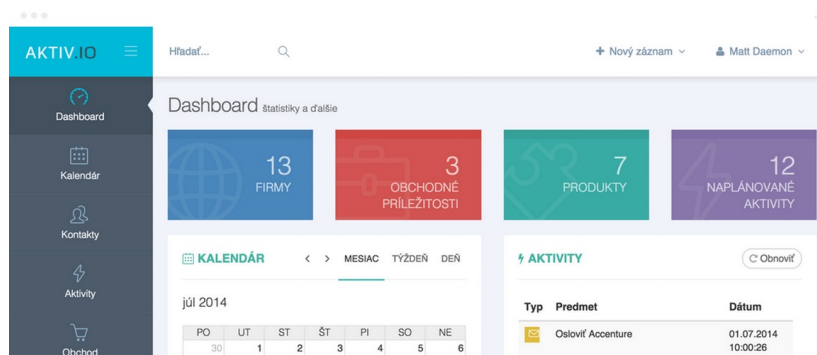 AKTIV.IO
Hľadať...
Nový záznam
Matt Daemon
Dashboard
Kalendár
Kontakty
Aktivity
Obchod
Dashboard štatistiky a ďalšie
13
FIRMY
3
OBCHODNÉ
PRÍLEŽITOSTI
7
PRODUKTY
12
NAPLÁNOVANÉ
AKTIVITY
KALENDÁR
MESIAC TÝŽDEŇ DEŇ
júl 2014
PO UT ST ŠT PI SO NE
30 1 2 3 4 5 6
AKTIVITY
Obnoviť
Typ Predmet Dátum
Osloviť Accenture 01.07.2014
10:00:26